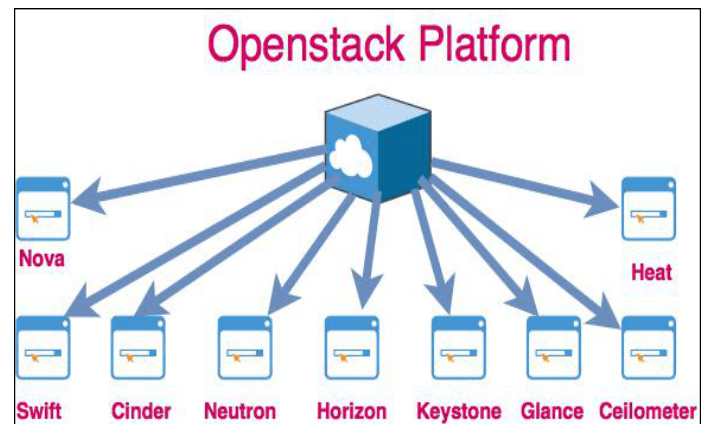 Openstack Platform
Nova
Heat
Swift Cinder Neutron Horizon Keystone Glance Ceilometer